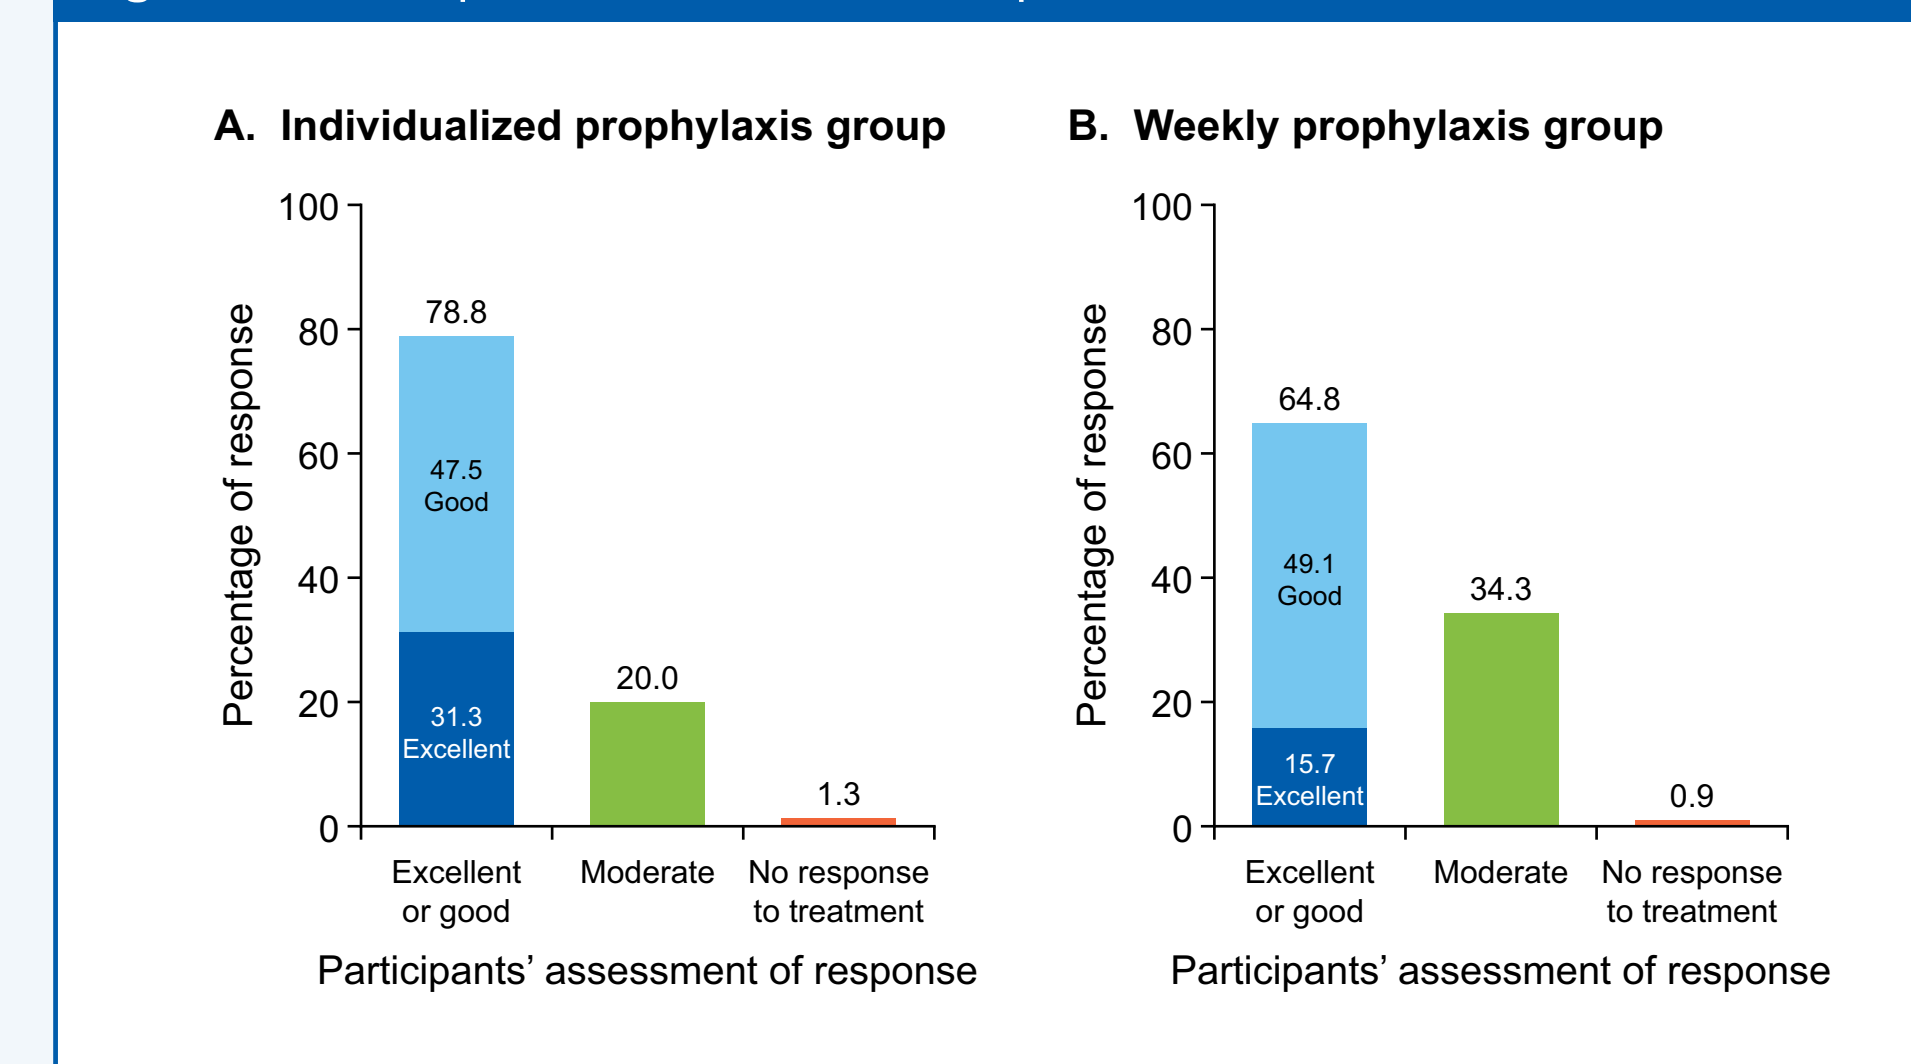 A. Individualized prophylaxis group
Percentage of response
100
80
60
40
20
0
78.8
47.5
Good
31.3
Excellent
20.0
1.3
Excellent
or good
Moderate
No response
to treatment
Participants’ assessment of response
B. Weekly prophylaxis group
Percentage of response
100
80
60
40
20
0
64.8
49.1
Good
15.7
Excellent
34.3
0.9
Excellent
or good
Moderate
No response
to treatment
Participants’ assessment of response